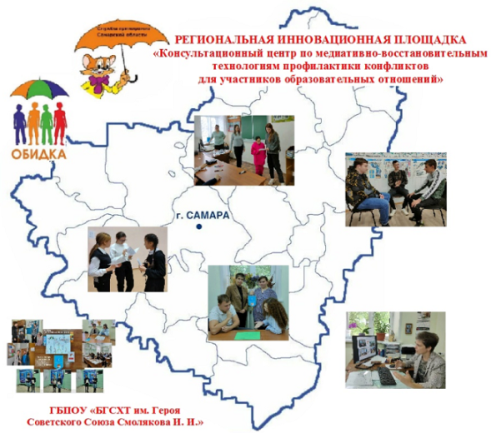 РЕГИОНАЛЬНАЯ ИННОВАЦИОННАЯ ПЛОЩАДКА
«Консультационный центр по медиативно-восстановительным
технологиям профилактики конфликтов
для участников образовательных отношений»
Самарской области
ОБИДКА
г. САМАРА
ГБПОУ «БГСХТ им. Героя
Советского Союза Смолякова И. И.»